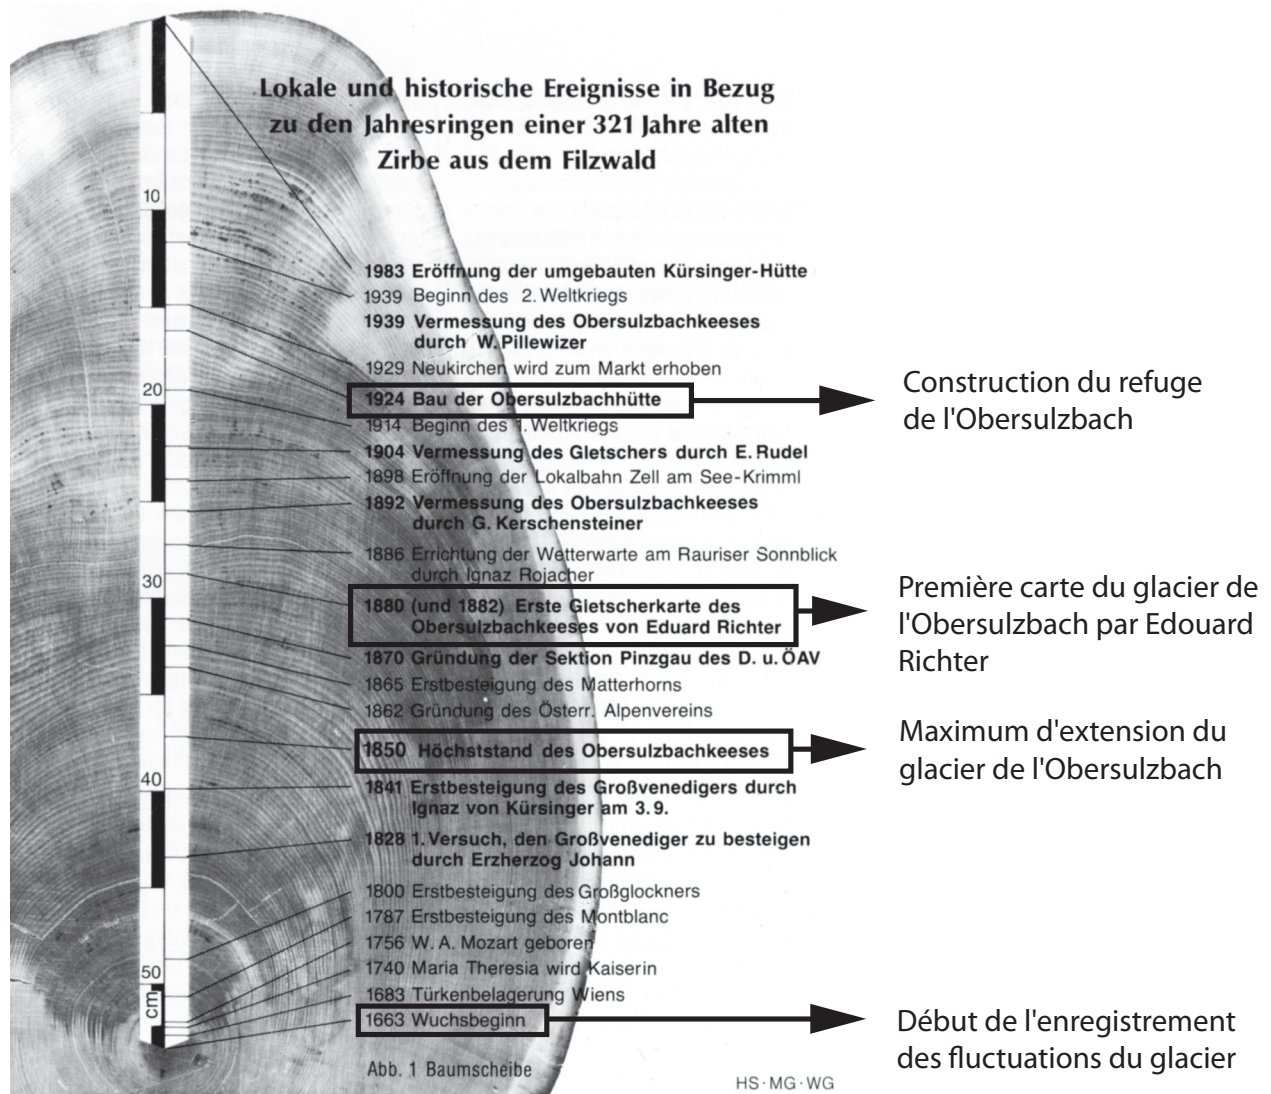 Lokale und historische Ereignisse in Bezug
zu den Jahresringen einer 321 Jahre alten
Zirbe aus dem Filzwald
10
20
30
40
50
cm
1983 Eröffnung der umgebauten Kürsinger-Hütte
1939 Beginn des 2. Weltkriegs
1939 Vermessung des Obersulzbachkeeses
durch W. Pillewizer
1929 Neukirchen wird zum Markt erhoben
1924 Bau der Obersulzbachhütte
1914 Beginn des 1. Weltkriegs
1904 Vermessung des Gletschers durch E. Rudel
1898 Eröffnung der Lokalbahn Zell am See-Krimml
1892 Vermessung des Obersulzbachkeeses
durch G. Kerschensteiner
1886 Errichtung der Wetterwarte am Rauriser Sonnblick
durch Ignaz Rojacher
1880 (und 1882) Erste Gletscherkarte des
Obersulzbachkeeses von Eduard Richter
1870 Gründung der Sektion Pinzgau des D. u. ÖAV
1865 Erstbesteigung des Matterhorns
1862 Gründung des Österr. Alpenvereins
1850 Höchststand des Obersulzbachkeeses
1841 Erstbesteigung des Großvenedigers durch
Ignaz von Kürsinger am 3. 9.
1828 1. Versuch, den Großvenediger zu besteigen
durch Erzherzog Johann
1800 Erstbesteigung des Großglockners
1787 Erstbesteigung des Montblanc
1756 W. A. Mozart geboren
1740 Maria Theresia wird Kaiserin
1683 Türkenbelagerung Wiens
1663 Wuchsbeginn
Abb. 1 Baumscheibe
HS·MG·WG
Construction du refuge
de l'Obersulzbach
Première carte du glacier de
l'Obersulzbach par Edouard
Richter
Maximum d'extension du
glacier de l'Obersulzbach
Début de l'enregistrement
des fluctuations du glacier